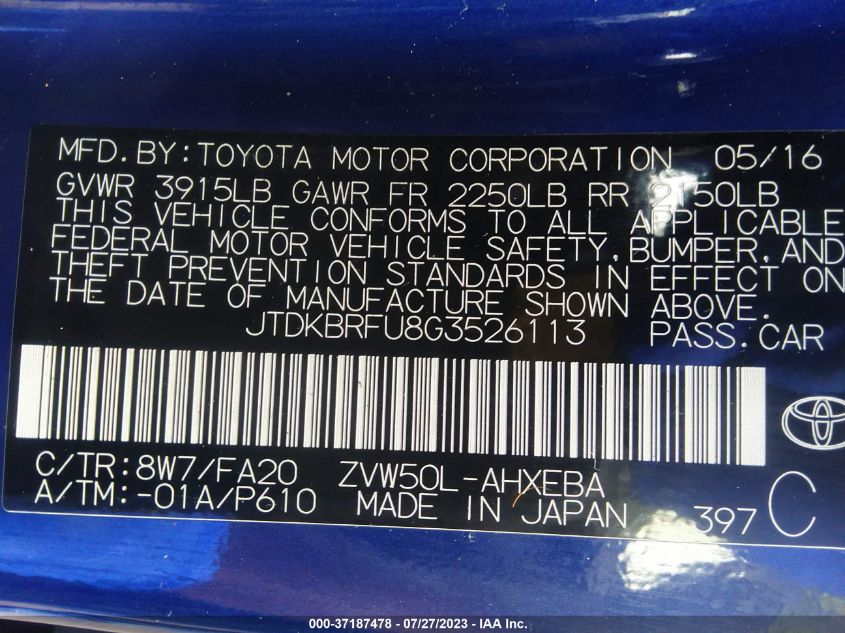 MFD.BY:TOYOTA MOTOR CORPORATION 05/16
GVWR 3915LB GAWR FR 2250LB RR 2150LB
THIS VEHICLE CONFORMS TO ALL APPLICABLE
FEDERAL MOTOR VEHICLE SAFETY,BUMPER,AND
THEFT PREVENTION STANDARDS IN EFFECT ON
THE DATE OF MANUFACTURE SHOWN ABOVE.
JTDKBRFU8G3526113 PASS.CAR
C/TR:8W7/FA20 ZVW50L-AHXEBA
A/TM:-01A/P610 MADE IN JAPAN 397 C
000-37187478 - 07/27/2023 - IAA Inc.